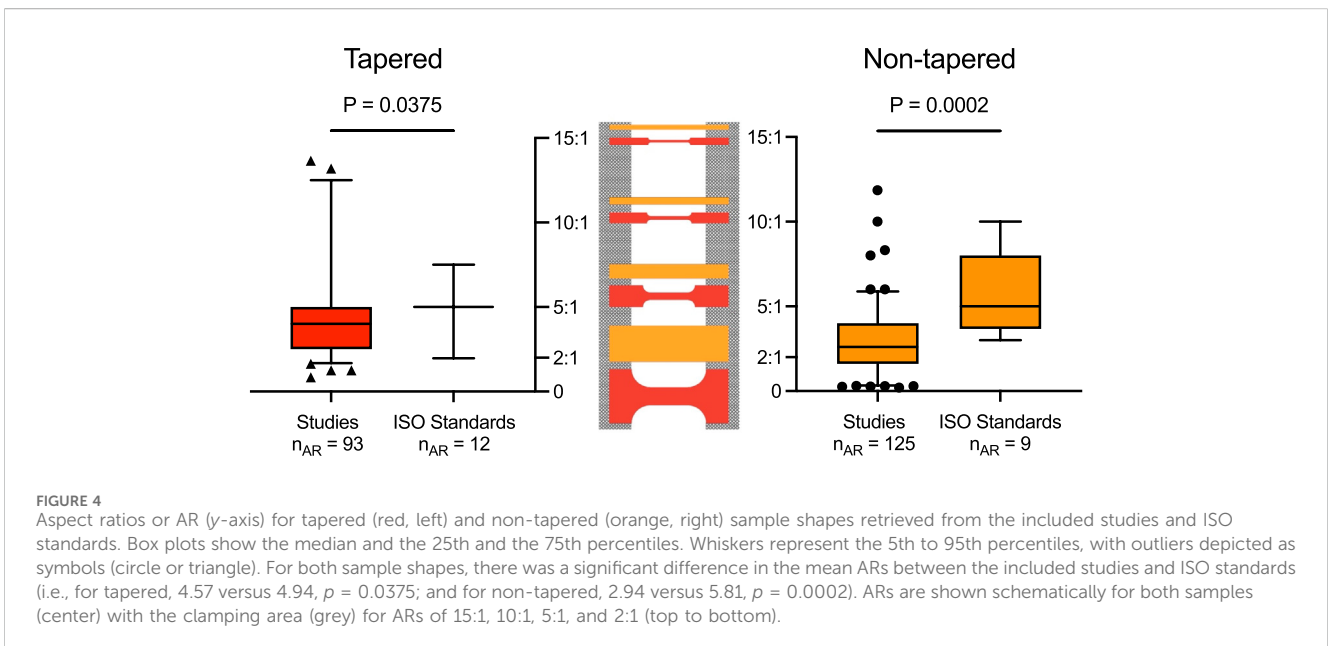 Tapered
P = 0.0375
15:1
10:1
5:1
2:1
0
Studies
n_AR = 93
ISO Standards
n_AR = 12
Non-tapered
P = 0.0002
15:1
10:1
5:1
2:1
0
Studies
n_AR = 125
ISO Standards
n_AR = 9
FIGURE 4
Aspect ratios or AR (y-axis) for tapered (red, left) and non-tapered (orange, right) sample shapes retrieved from the included studies and ISO
standards. Box plots show the median and the 25th and the 75th percentiles. Whiskers represent the 5th to 95th percentiles, with outliers depicted as
symbols (circle or triangle). For both sample shapes, there was a significant difference in the mean ARs between the included studies and ISO standards
(i.e., for tapered, 4.57 versus 4.94, p = 0.0375; and for non-tapered, 2.94 versus 5.81, p = 0.0002). ARs are shown schematically for both samples
(center) with the clamping area (grey) for ARs of 15:1, 10:1, 5:1, and 2:1 (top to bottom).